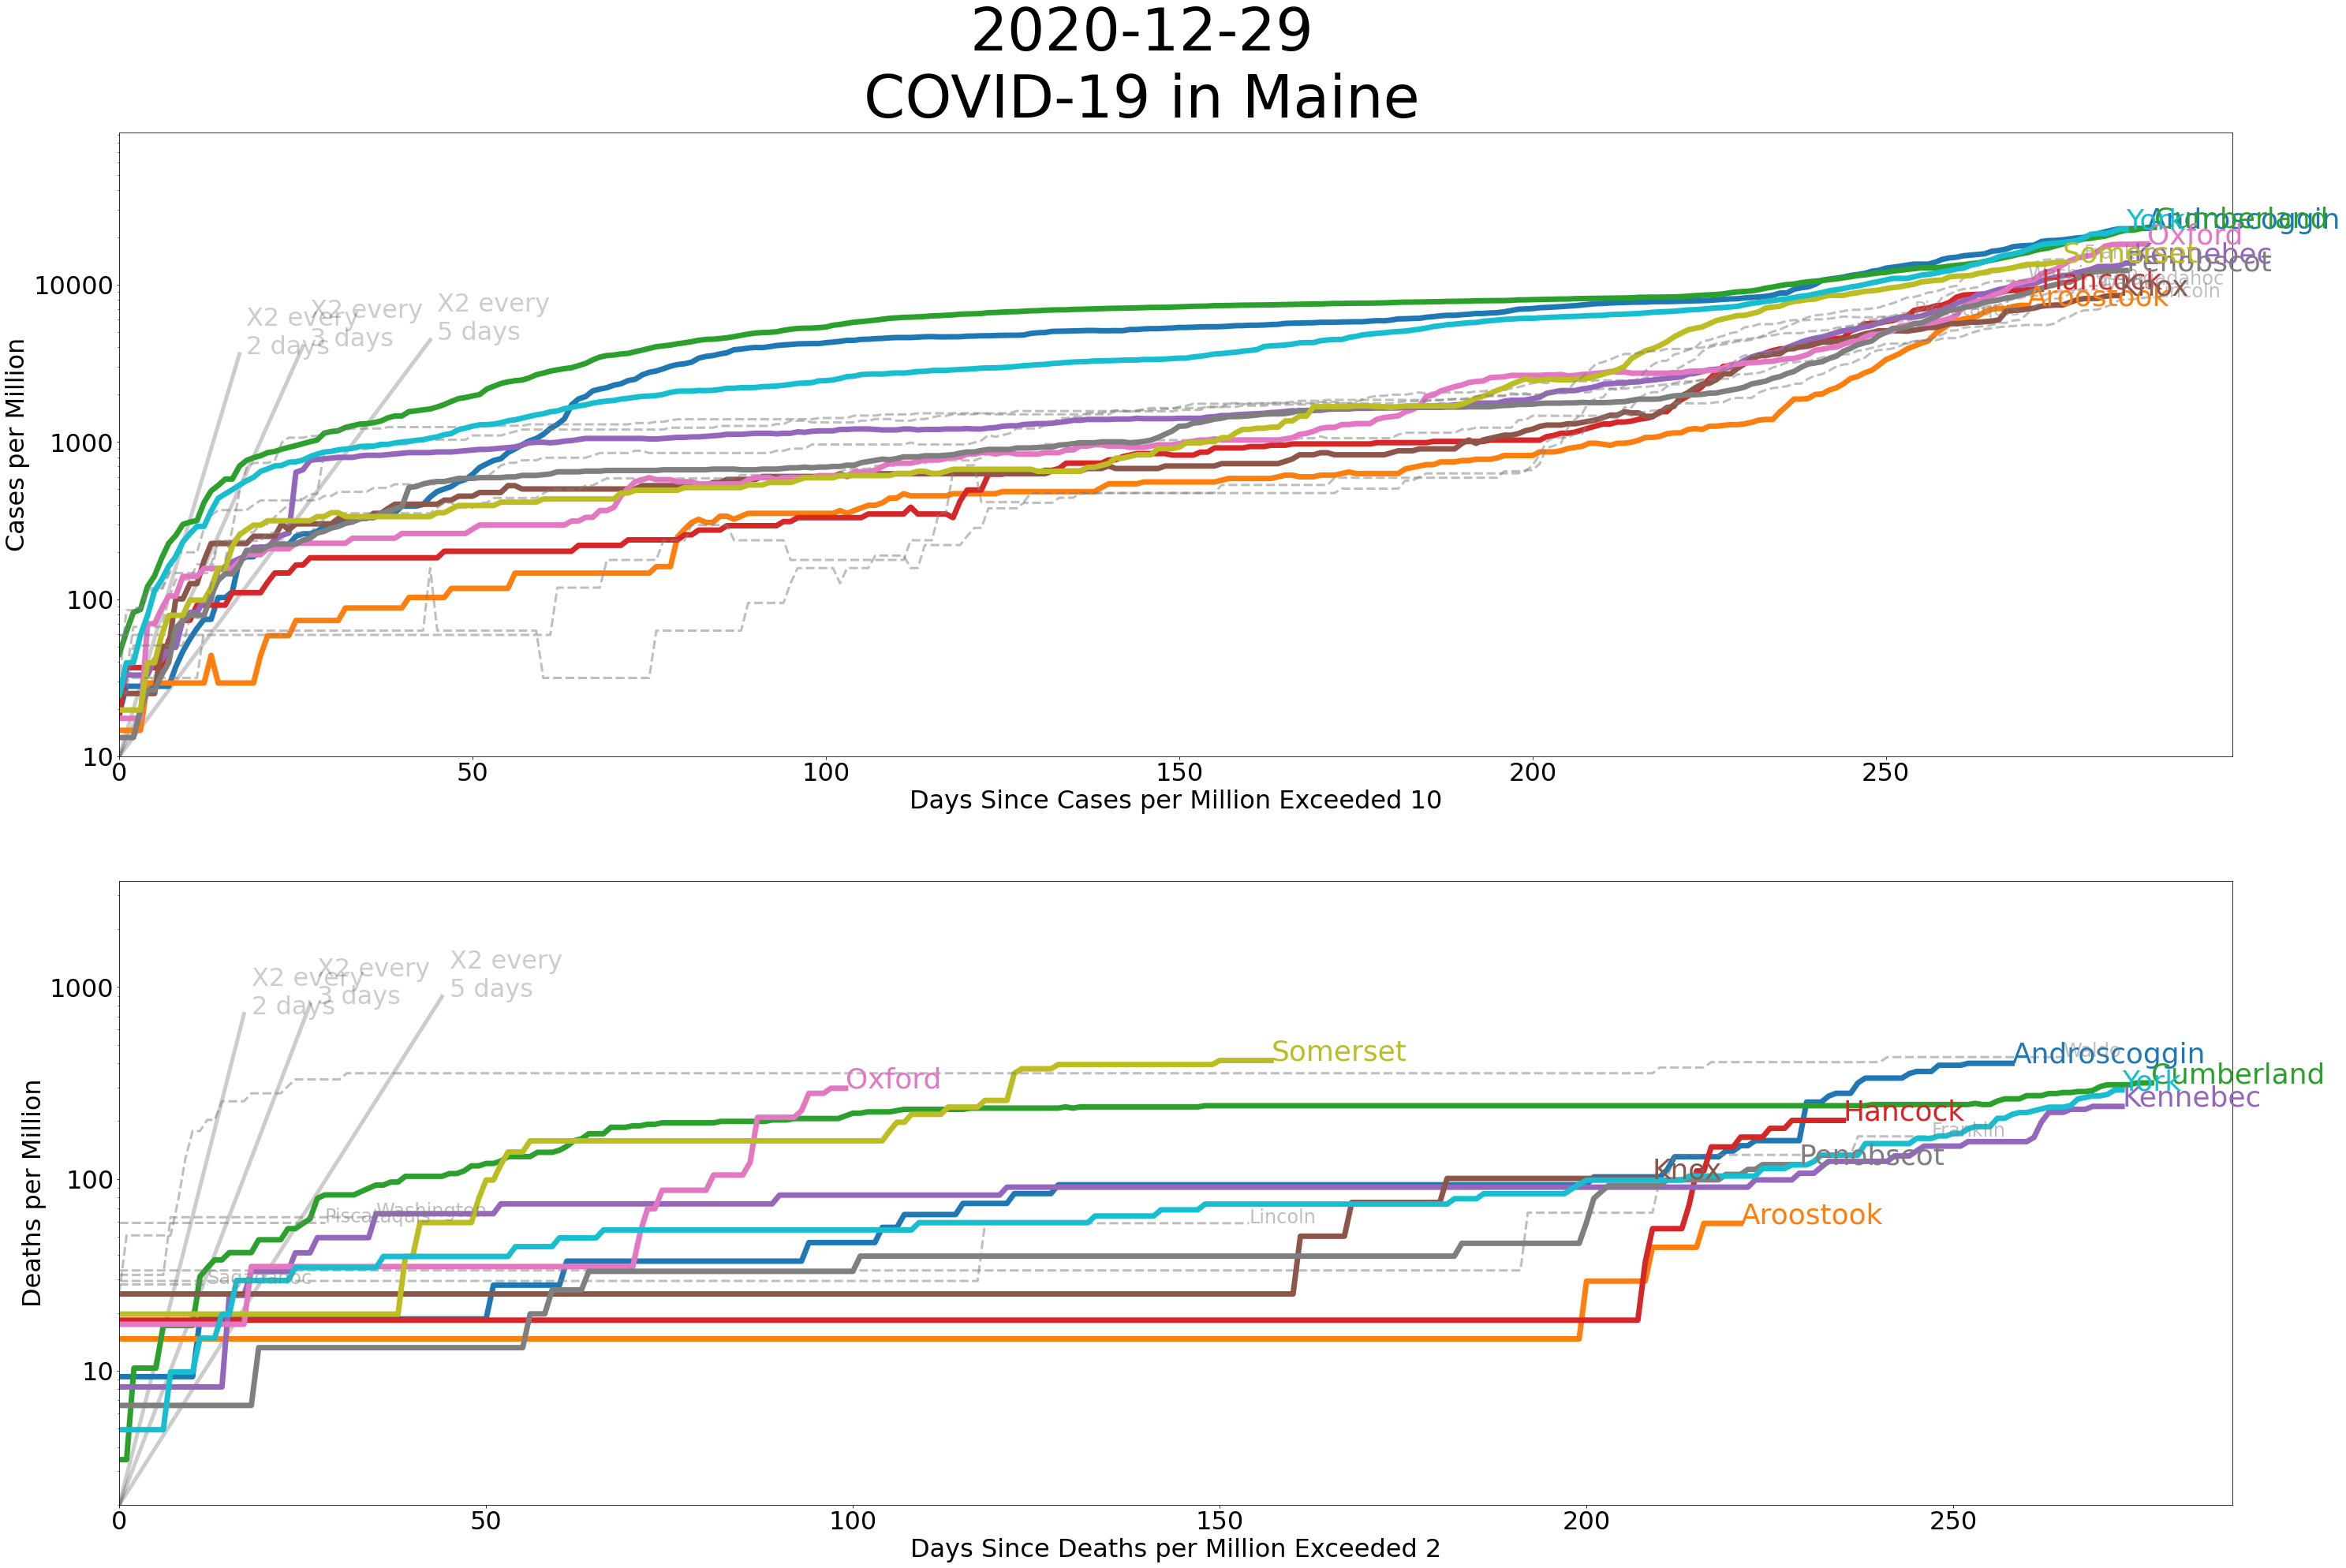 2020-12-29
COVID-19 in Maine
Cases per Million
10000
1000
100
10
X2 every
2 days
X2 every
3 days
X2 every
5 days
York
Androscoggin
Cumberland
Oxford
Somerset
Kennebec
Penobscot
Hancock
Knox
Aroostook
0
50
100
150
200
250
Days Since Cases per Million Exceeded 10
Deaths per Million
1000
100
10
X2 every
2 days
X2 every
3 days
X2 every
5 days
Somerset
Oxford
Androscoggin
Waldo
Cumberland
York
Kennebec
Hancock
Franklin
Penobscot
Knox
Aroostook
Lincoln
Washington
Piscataquis
Sagadahoc
0
50
100
150
200
250
Days Since Deaths per Million Exceeded 2